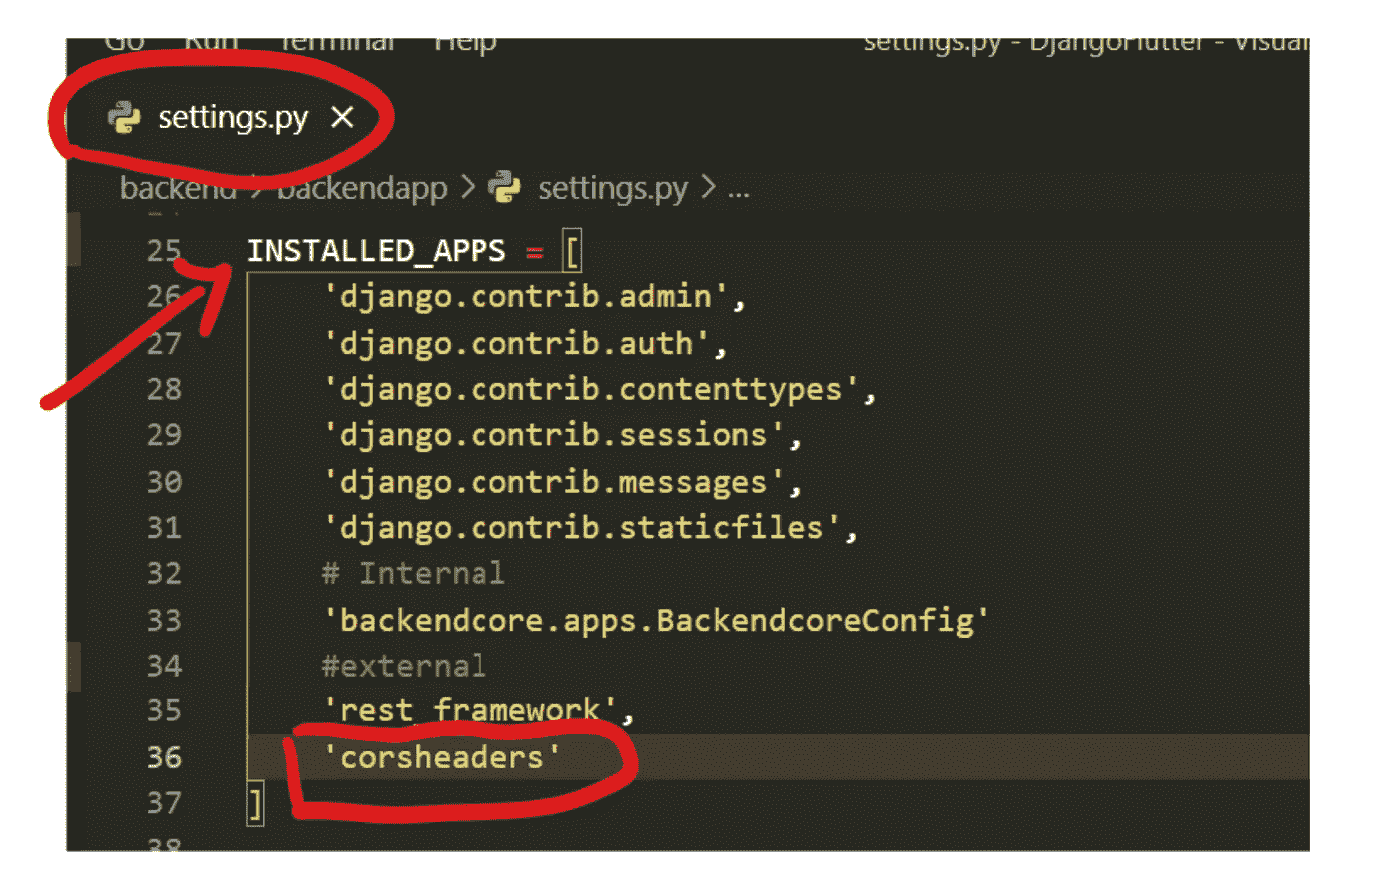 Go Run Terminal Help settings.py - DjangoFlutter - Visual
settings.py ×
backend > backendapp > settings.py > ...
25 INSTALLED_APPS = [
26 'django.contrib.admin',
27 'django.contrib.auth',
28 'django.contrib.contenttypes',
29 'django.contrib.sessions',
30 'django.contrib.messages',
31 'django.contrib.staticfiles',
32 # Internal
33 'backendcore.apps.BackendcoreConfig'
34 #external
35 'rest_framework',
36 'corsheaders'
37 ]
38